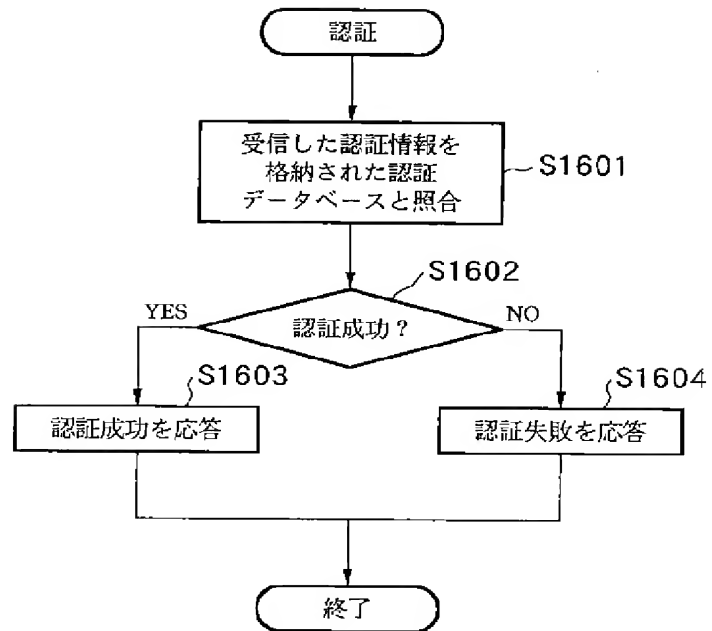 認証
受信した認証情報を
格納された認証
データベースと照合
S1601
S1602
認証成功?
YES
NO
S1603
認証成功を応答
S1604
認証失敗を応答
終了